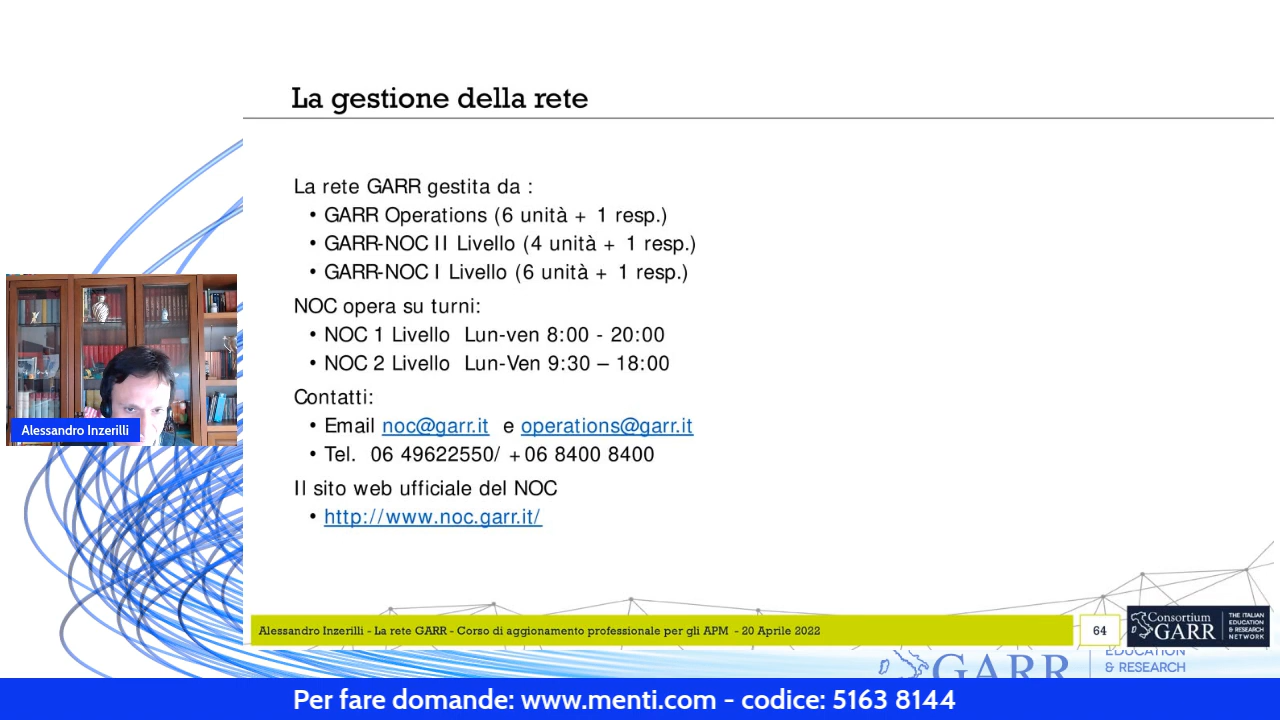 La gestione della rete
La rete GARR gestita da :
• GARR Operations (6 unità + 1 resp.)
• GARR-NOC II Livello (4 unità + 1 resp.)
• GARR-NOC I Livello (6 unità + 1 resp.)
NOC opera su turni:
• NOC 1 Livello Lun-ven 8:00 - 20:00
• NOC 2 Livello Lun-Ven 9:30 – 18:00
Contatti:
• Email noc@garr.it e operations@garr.it
• Tel. 06 49622550/ +06 8400 8400
Il sito web ufficiale del NOC
• http://www.noc.garr.it/
Alessandro Inzerilli
Alessandro Inzerilli - La rete GARR - Corso di aggionamento professionale per gli APM - 20 Aprile 2022
64
Consortium
GARR
THE ITALIAN
EDUCATION
& RESEARCH
NETWORK
GARR
EDUCATION
& RESEARCH
Per fare domande: www.menti.com - codice: 5163 8144